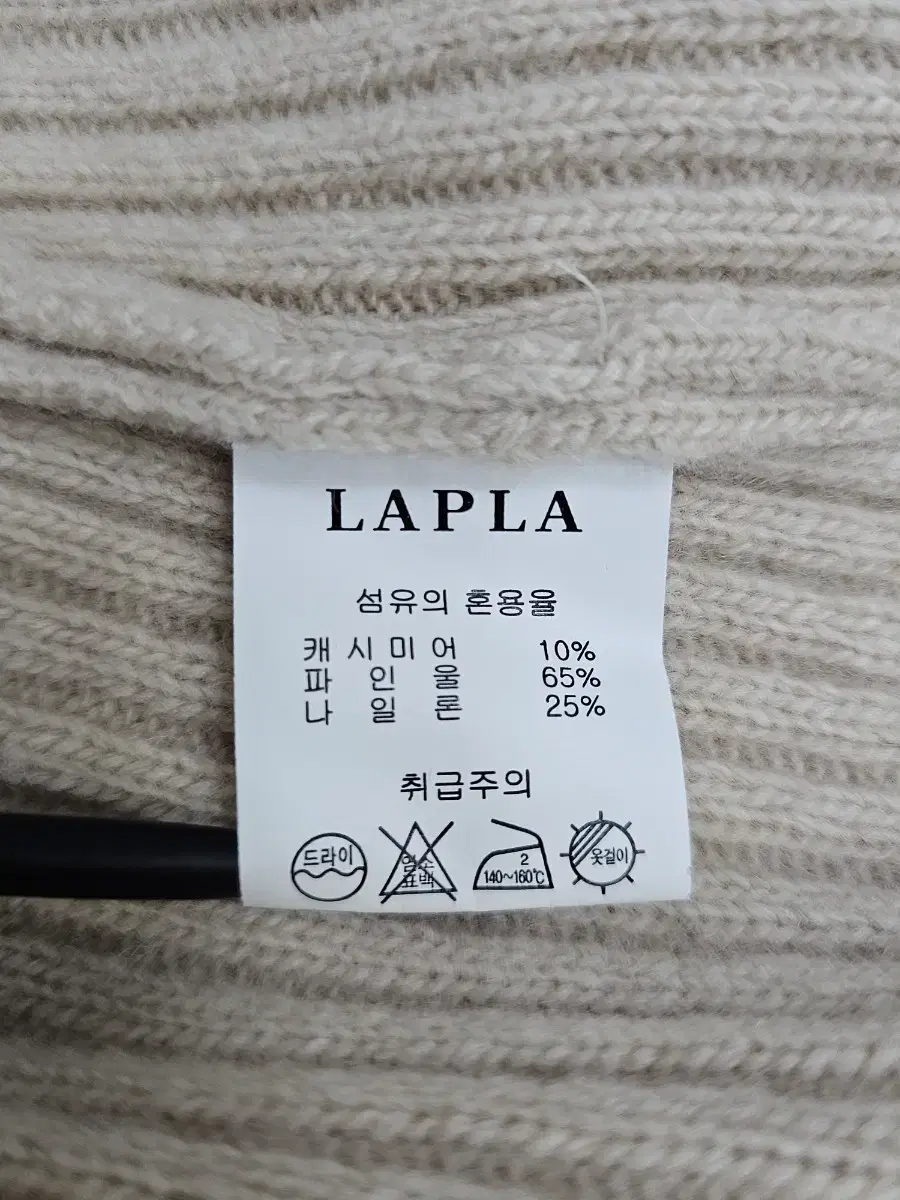 LAPLA
섬유의 혼용율
캐시미어 10%
파인울 65%
나일론 25%
취급주의
드라이
염소
표백
2
140~160℃
옷걸이